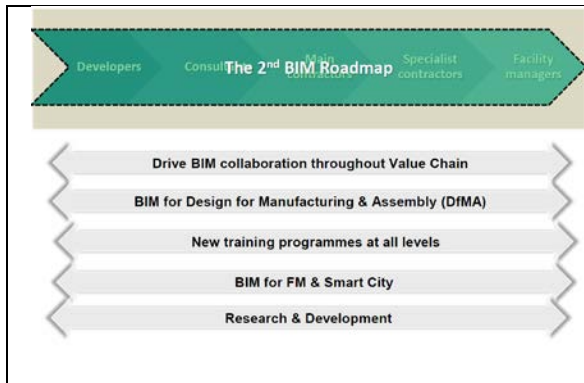 The 2nd BIM Roadmap
Developers
Consultants
Main contractors
Specialist
contractors
Facility
managers
Drive BIM collaboration throughout Value Chain
BIM for Design for Manufacturing & Assembly (DfMA)
New training programmes at all levels
BIM for FM & Smart City
Research & Development